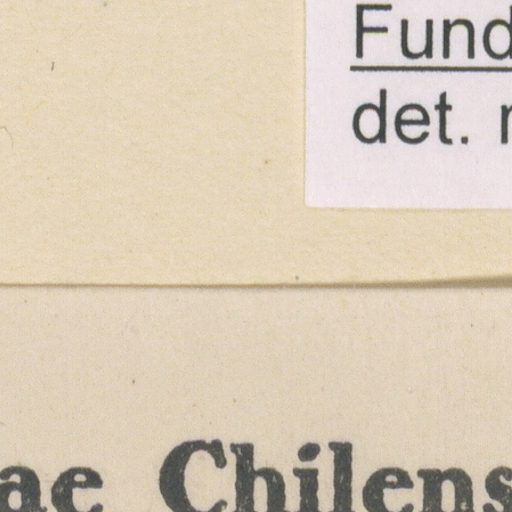 Fund
det.
ae Chilens